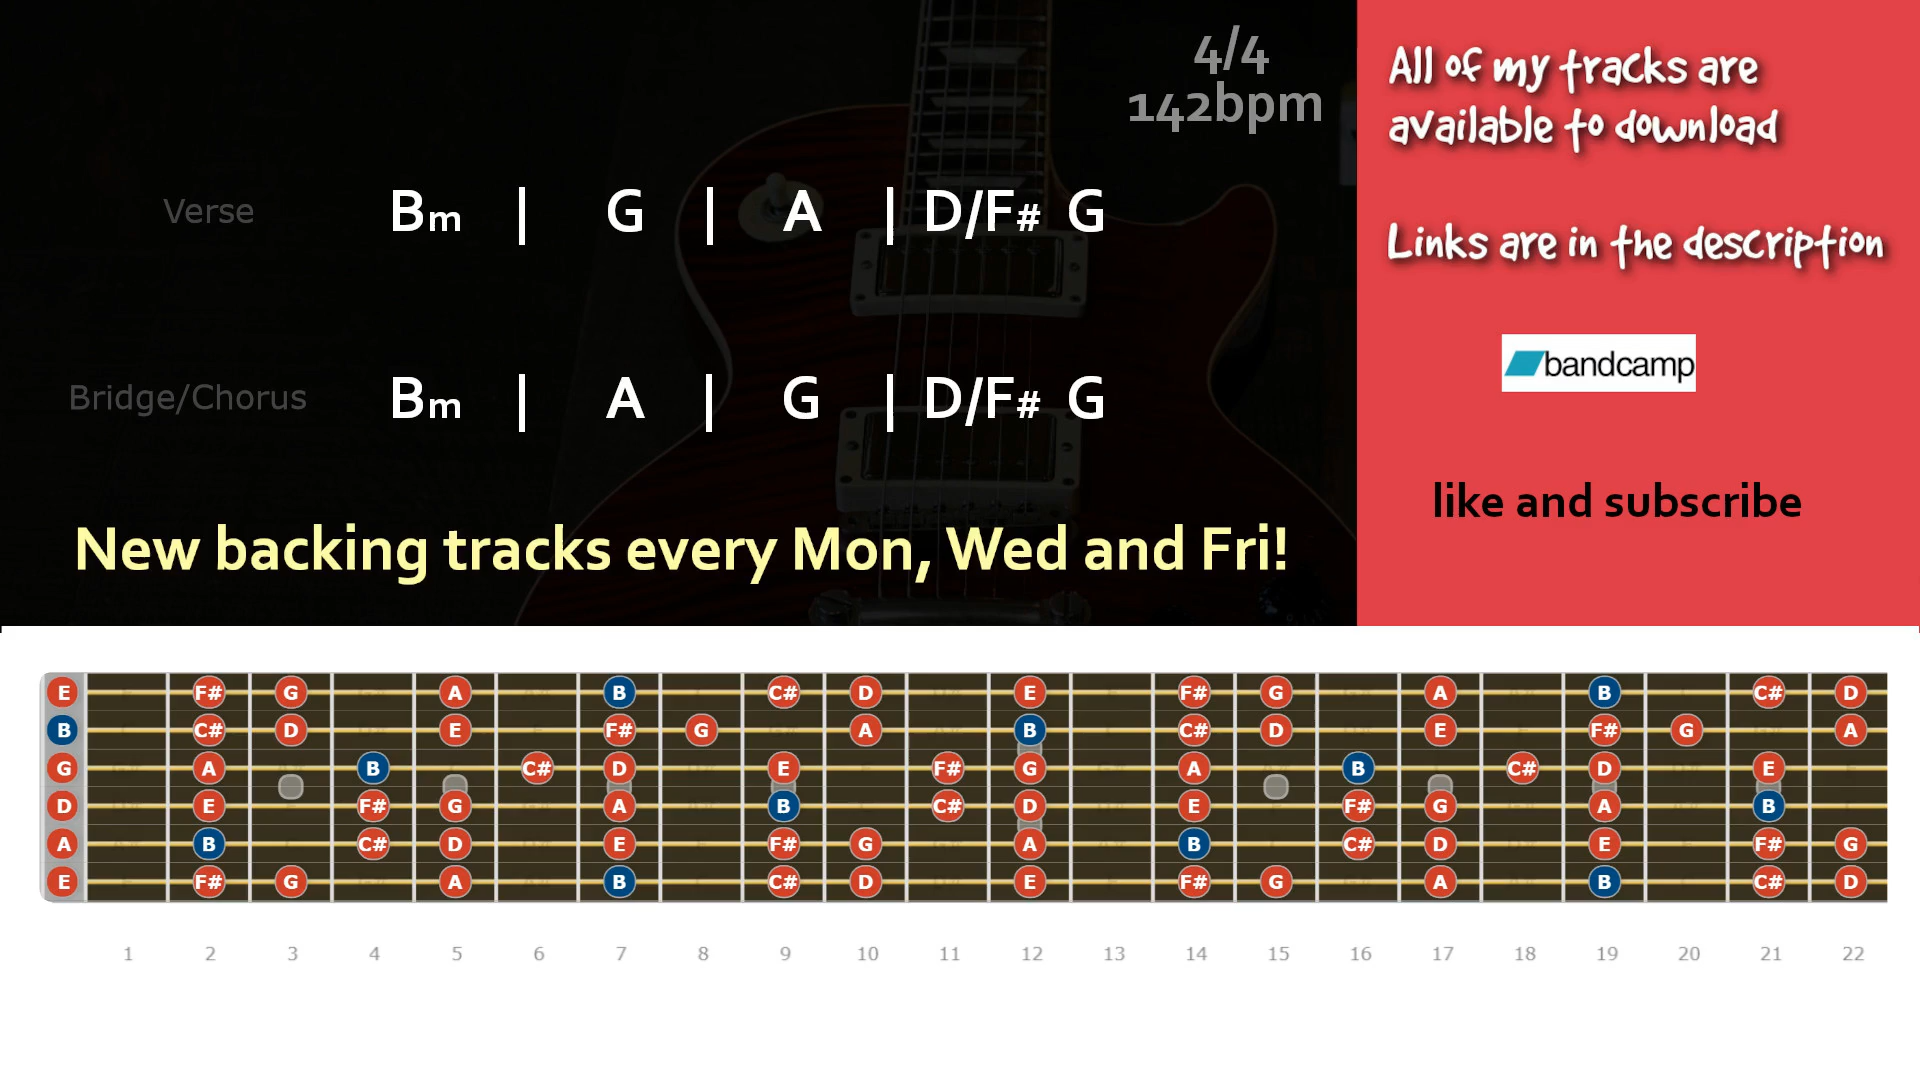 4/4
142bpm
Verse Bm | G | A | D/F# G
Bridge/Chorus Bm | A | G | D/F# G
New backing tracks every Mon, Wed and Fri!
All of my tracks are
available to download
Links are in the description
bandcamp
like and subscribe
E F# G A B C# D E F# G A B C# D
B C# D E F# G A B C# D E F# G A
G A B C# D E F# G A B C# D E
D E F# G A B C# D E F# G A B
A B C# D E F# G A B C# D E F# G
E F# G A B C# D E F# G A B C# D
1 2 3 4 5 6 7 8 9 10 11 12 13 14 15 16 17 18 19 20 21 22